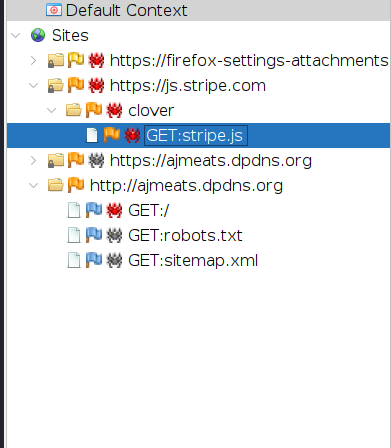 Default Context
Sites
https://firefox-settings-attachments
https://js.stripe.com
clover
GET:stripe.js
https://ajmeats.dpdns.org
http://ajmeats.dpdns.org
GET:/
GET:robots.txt
GET:sitemap.xml